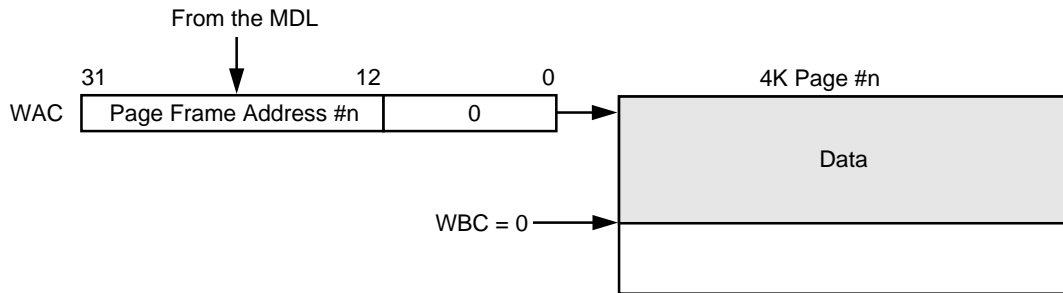 From the MDL
31 12 0 4K Page #n
WAC Page Frame Address #n 0
Data
WBC = 0